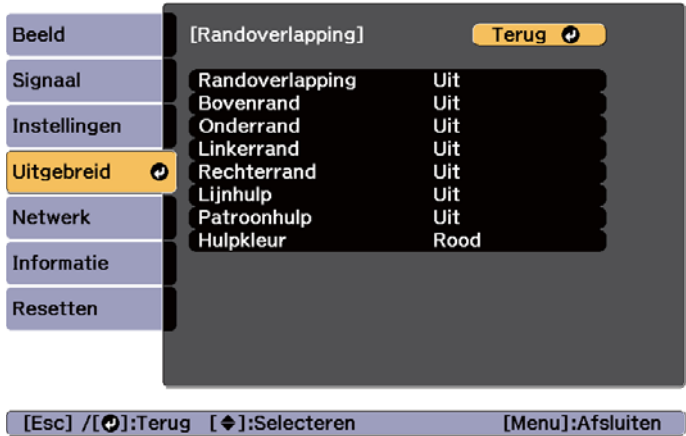 Beeld
Signaal
Instellingen
Uitgebreid
Netwerk
Informatie
Resetten
[Randoverlapping] Terug
Randoverlapping Uit
Bovenrand Uit
Onderrand Uit
Linkerrand Uit
Rechterrand Uit
Lijnhulp Uit
Patroonhulp Uit
Hulpkleur Rood
[Esc] /[↵]:Terug [◆]:Selecteren [Menu]:Afsluiten